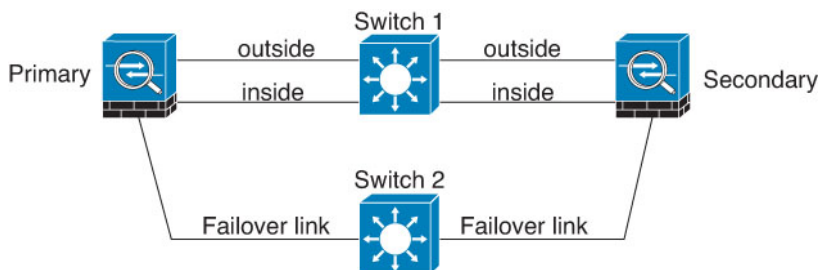 Switch 1
outside
outside
Primary
Secondary
inside
inside
Switch 2
Failover link
Failover link